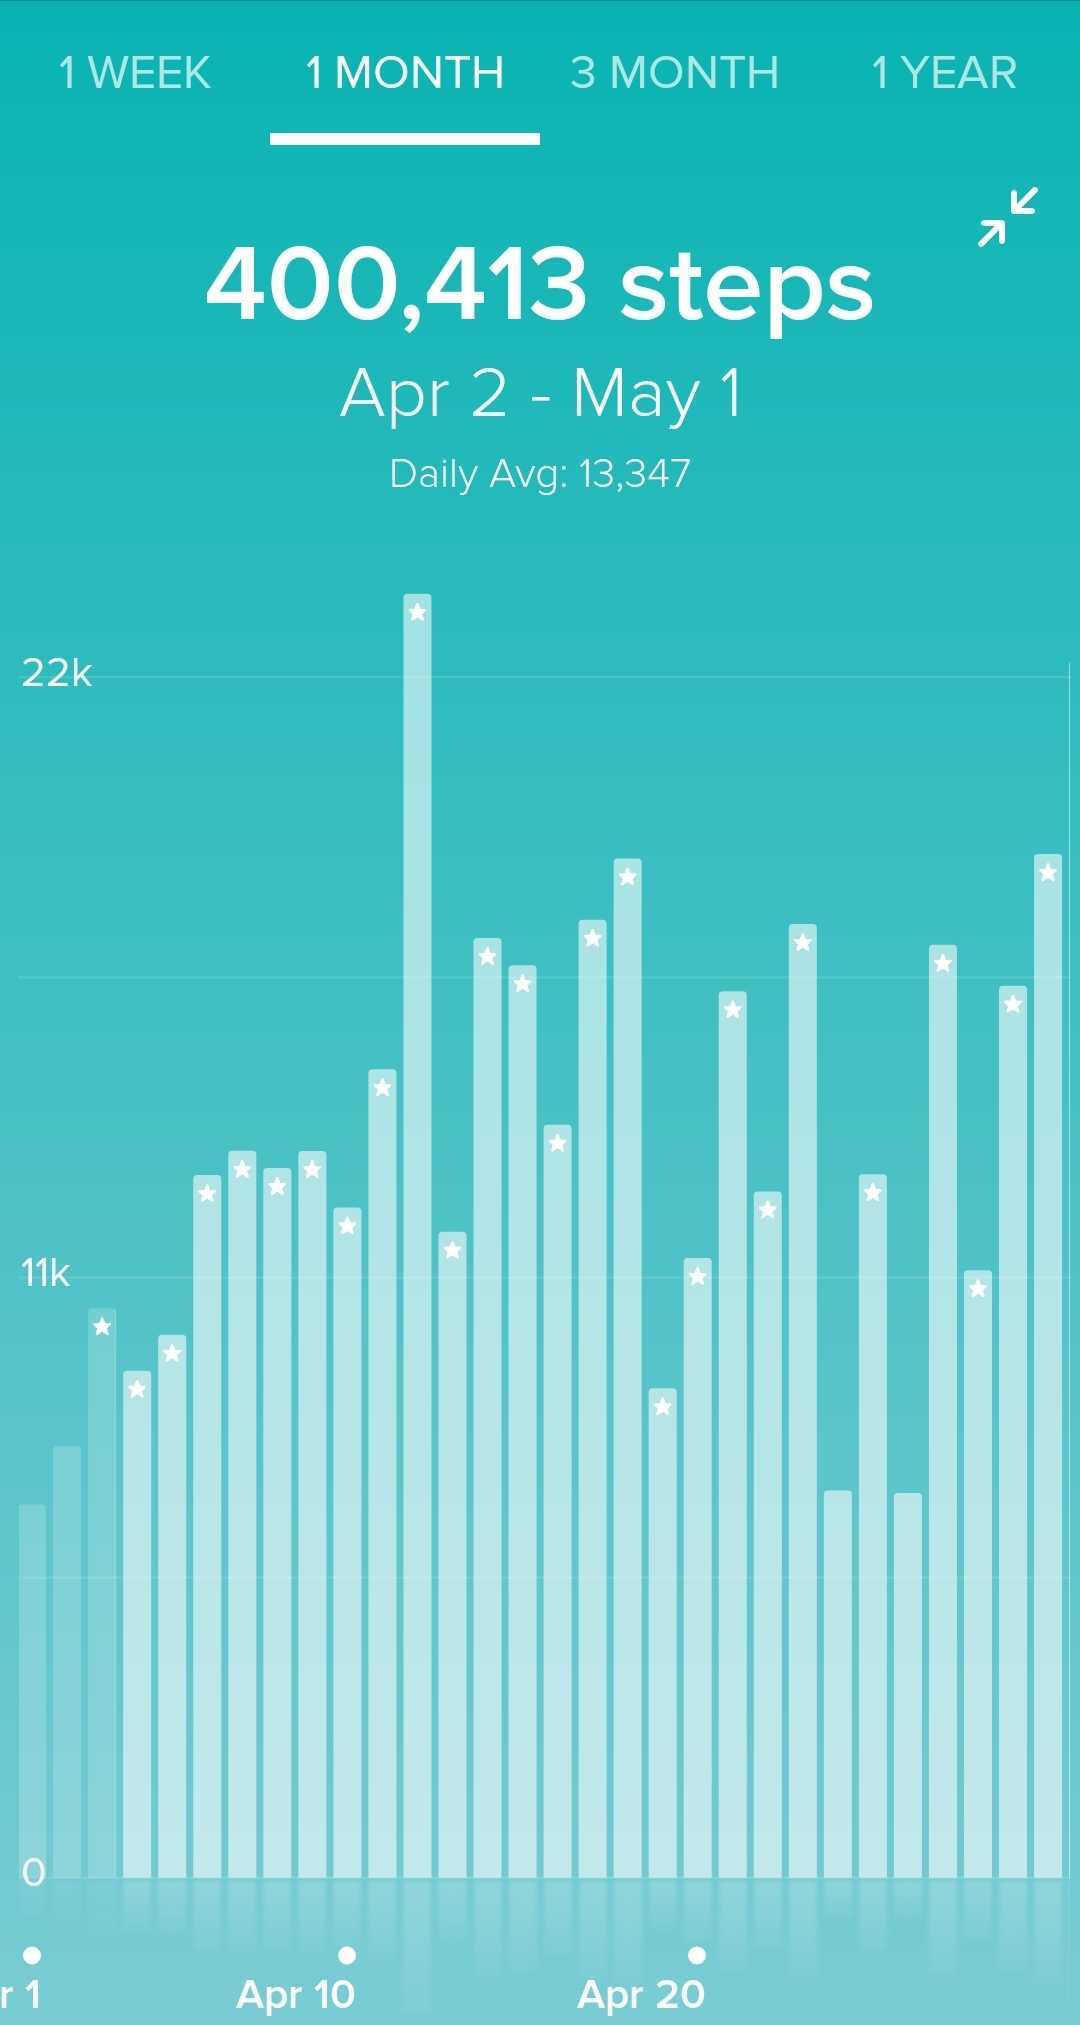 1 WEEK 1 MONTH 3 MONTH 1 YEAR
400,413 steps
Apr 2 - May 1
Daily Avg: 13,347
22k
11k
0
r 1 Apr 10 Apr 20